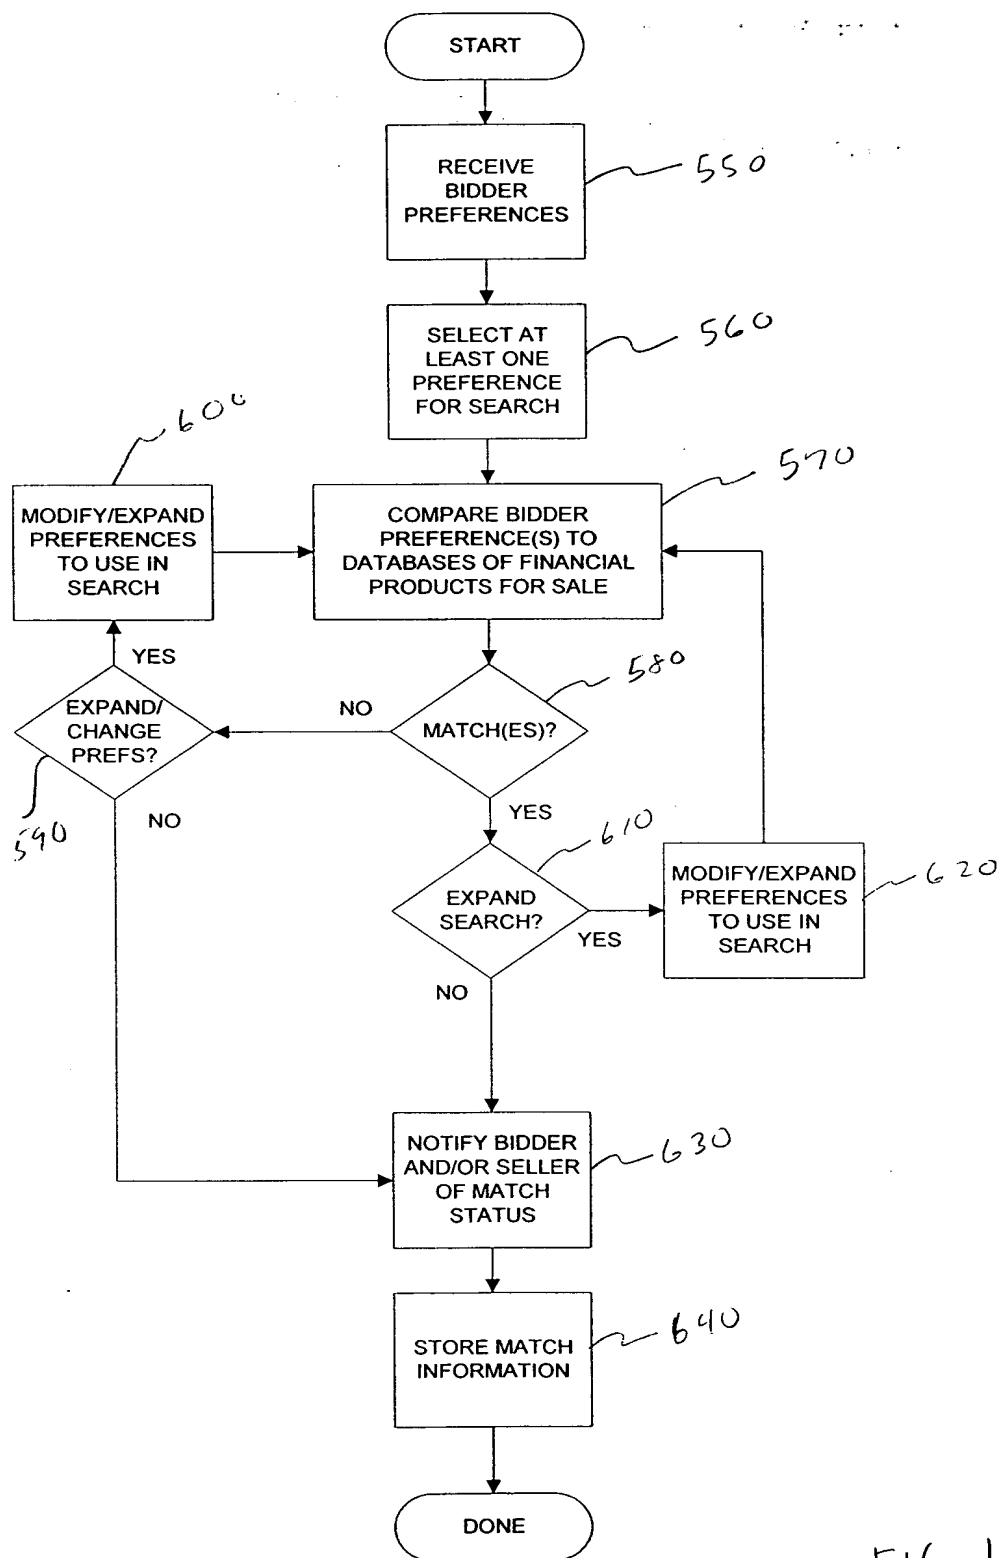 START
RECEIVE
BIDDER
PREFERENCES
550
SELECT AT
LEAST ONE
PREFERENCE
FOR SEARCH
560
600
570
MODIFY/EXPAND
PREFERENCES
TO USE IN
SEARCH
COMPARE BIDDER
PREFERENCE(S) TO
DATABASES OF FINANCIAL
PRODUCTS FOR SALE
YES
580
EXPAND/
CHANGE
PREFS?
NO
MATCH(ES)?
590
NO
YES
610
EXPAND
SEARCH?
YES
MODIFY/EXPAND
PREFERENCES
TO USE IN
SEARCH
620
NO
NOTIFY BIDDER
AND/OR SELLER
OF MATCH
STATUS
630
STORE MATCH
INFORMATION
640
DONE